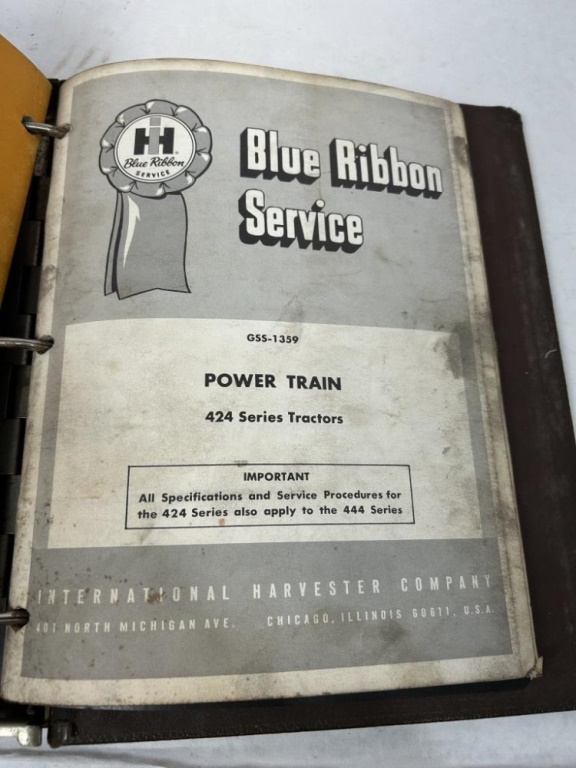 IH
Blue Ribbon
SERVICE
Blue Ribbon
Service
GSS-1359
POWER TRAIN
424 Series Tractors
IMPORTANT
All Specifications and Service Procedures for
the 424 Series also apply to the 444 Series
INTERNATIONAL HARVESTER COMPANY
401 NORTH MICHIGAN AVE. CHICAGO, ILLINOIS 60611, U.S.A.